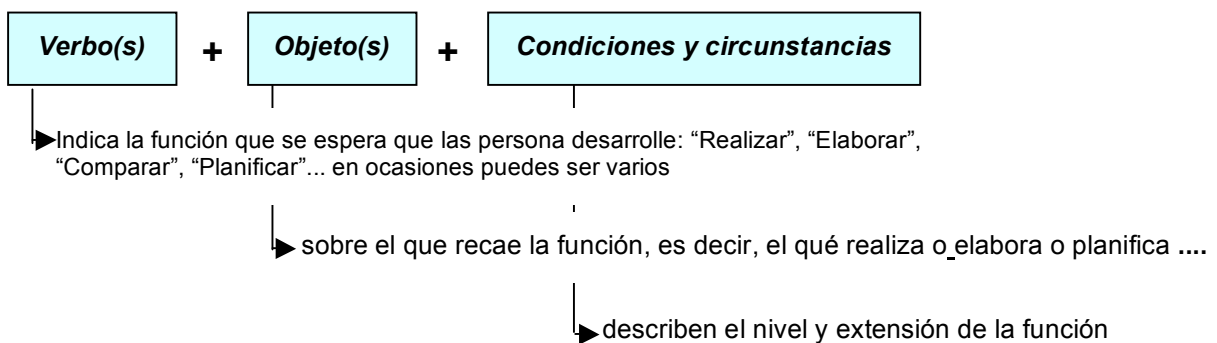 Verbo(s) + Objeto(s) + Condiciones y circunstancias
Indica la función que se espera que las persona desarrolle: “Realizar”, “Elaborar”,
“Comparar”, “Planificar”... en ocasiones puedes ser varios
sobre el que recae la función, es decir, el qué realiza o elabora o planifica ....
describen el nivel y extensión de la función